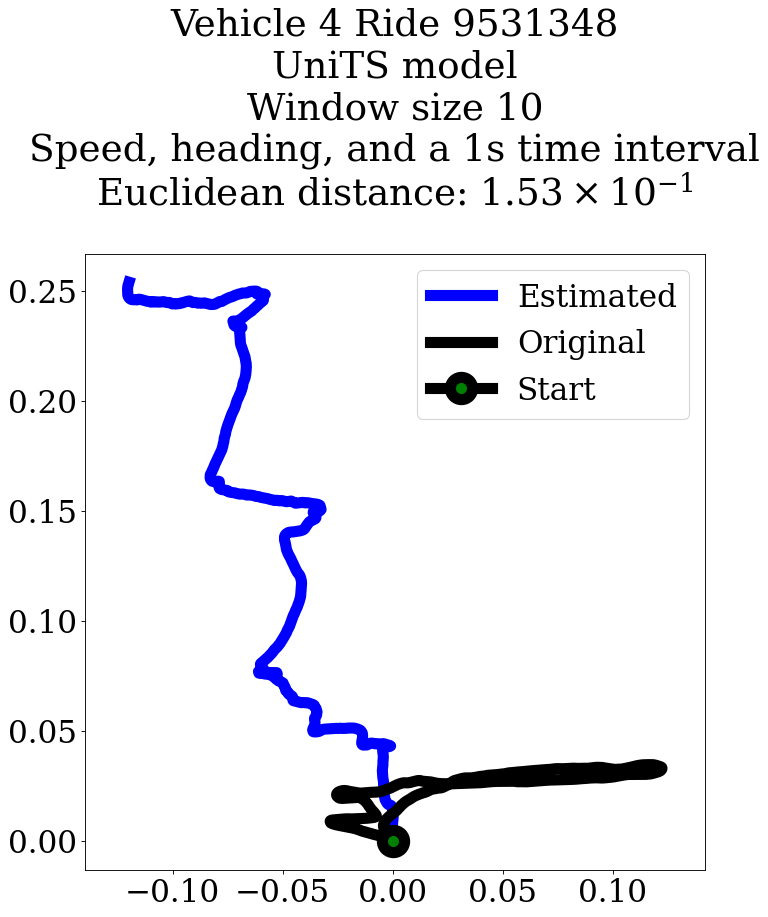 Vehicle 4 Ride 9531348
UniTS model
Window size 10
Speed, heading, and a 1s time interval
Euclidean distance: 1.53 × 10⁻¹
Estimated
Original
Start
0.25
0.20
0.15
0.10
0.05
0.00
−0.10 −0.05 0.00 0.05 0.10